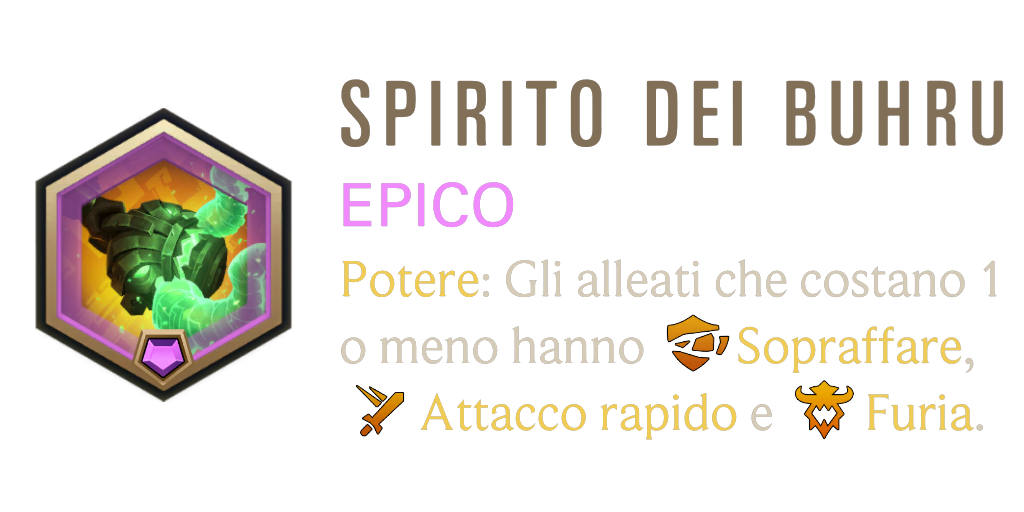 SPIRITO DEI BUHRU
EPICO
Potere: Gli alleati che costano 1
o meno hanno Sopraffare,
Attacco rapido e Furia.